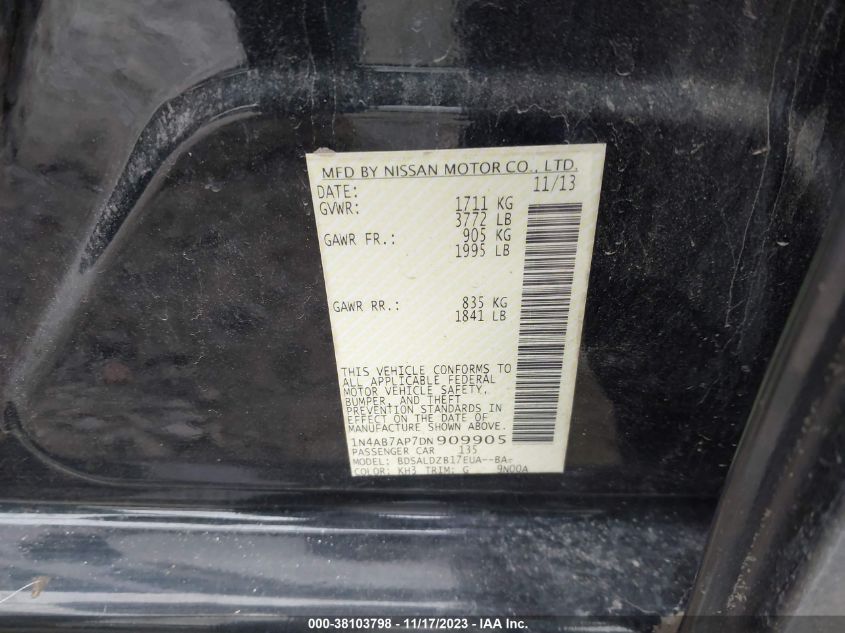 MFD BY NISSAN MOTOR CO., LTD.
DATE: 11/13
GVWR: 1711 KG
3772 LB
GAWR FR.: 905 KG
1995 LB
GAWR RR.: 835 KG
1841 LB
THIS VEHICLE CONFORMS TO
ALL APPLICABLE FEDERAL
MOTOR VEHICLE SAFETY,
BUMPER, AND THEFT
PREVENTION STANDARDS IN
EFFECT ON THE DATE OF
MANUFACTURE SHOWN ABOVE.
1N4AB7AP7DN909905
PASSENGER CAR 135
MODEL: BDSALDZB17EUA--BA-
COLOR: KH3 TRIM: G 9N00A
000-38103798 - 11/17/2023 - IAA Inc.